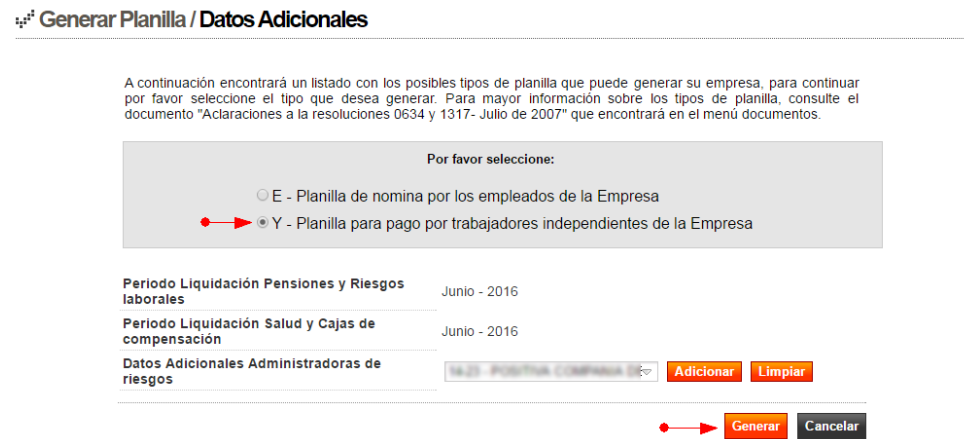 Generar Planilla / Datos Adicionales
A continuación encontrará un listado con los posibles tipos de planilla que puede generar su empresa, para continuar
por favor seleccione el tipo que desea generar. Para mayor información sobre los tipos de planilla, consulte el
documento "Aclaraciones a la resoluciones 0634 y 1317- Julio de 2007" que encontrará en el menú documentos.
Por favor seleccione:
E - Planilla de nomina por los empleados de la Empresa
Y - Planilla para pago por trabajadores independientes de la Empresa
Periodo Liquidación Pensiones y Riesgos
laborales
Junio - 2016
Periodo Liquidación Salud y Cajas de
compensación
Junio - 2016
Datos Adicionales Administradoras de
riesgos
14-23 - POSITIVA COMPANIA DE
Adicionar
Limpiar
Generar
Cancelar